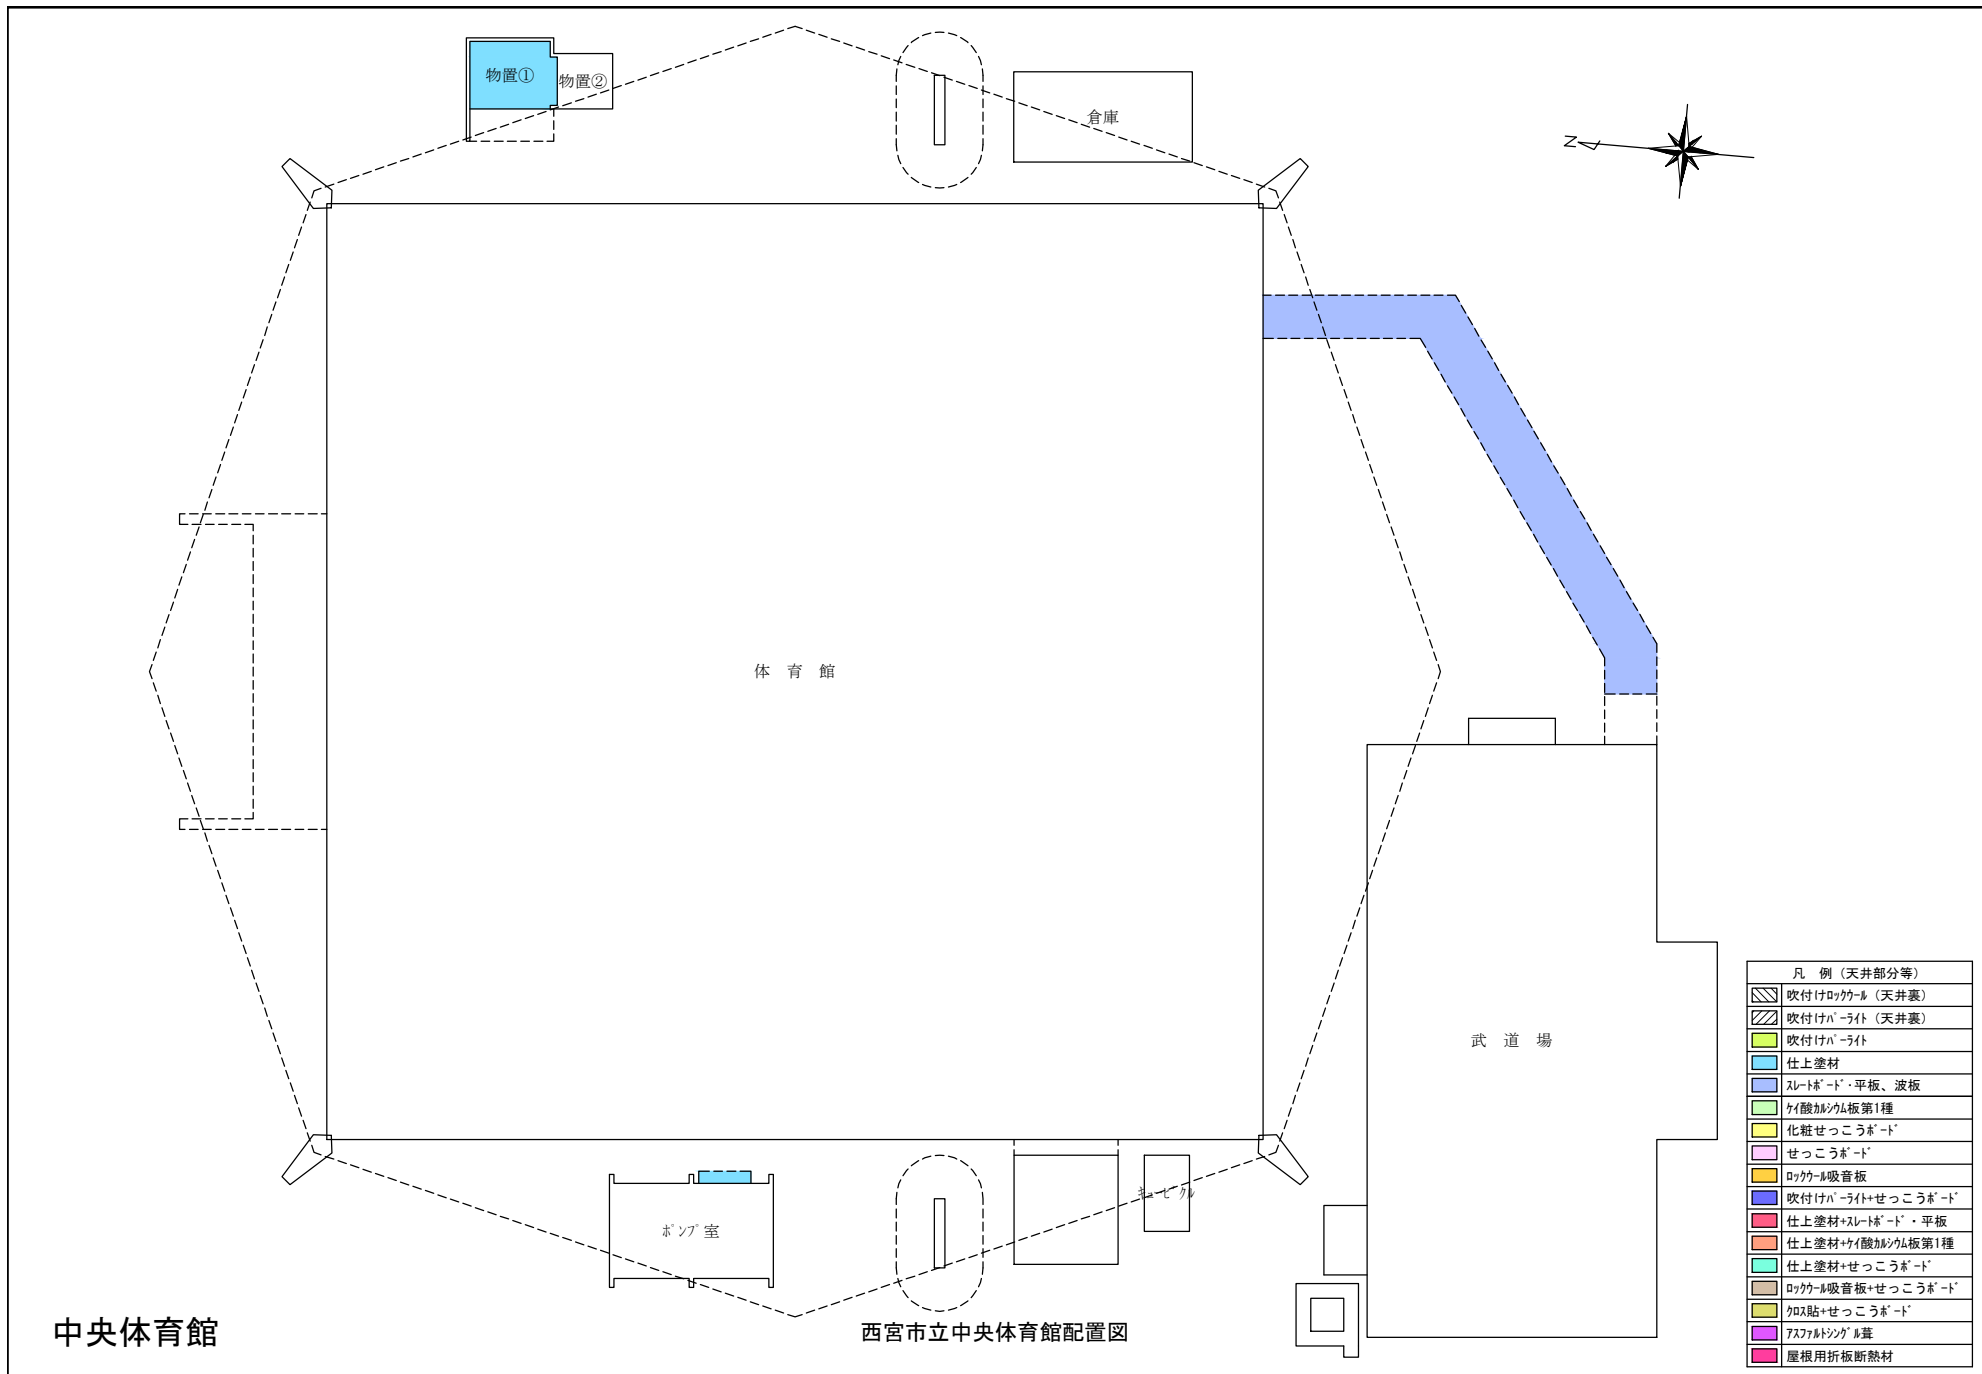 物置①
物置②
倉庫
N
体 育 館
武 道 場
ﾎﾟﾝﾌﾟ室
ｷｭｰﾋﾞｸﾙ
中央体育館
西宮市立中央体育館配置図
凡 例（天井部分等）
吹付けﾛｯｸｳｰﾙ（天井裏）
吹付けﾊﾟｰﾗｲﾄ（天井裏）
吹付けﾊﾟｰﾗｲﾄ
仕上塗材
ｽﾚｰﾄﾎﾞｰﾄﾞ・平板、波板
ｹｲ酸ｶﾙｼｳﾑ板第1種
化粧せっこうﾎﾞｰﾄﾞ
せっこうﾎﾞｰﾄﾞ
ﾛｯｸｳｰﾙ吸音板
吹付けﾊﾟｰﾗｲﾄ+せっこうﾎﾞｰﾄﾞ
仕上塗材+ｽﾚｰﾄﾎﾞｰﾄﾞ・平板
仕上塗材+ｹｲ酸ｶﾙｼｳﾑ板第1種
仕上塗材+せっこうﾎﾞｰﾄﾞ
ﾛｯｸｳｰﾙ吸音板+せっこうﾎﾞｰﾄﾞ
ｸﾛｽ貼+せっこうﾎﾞｰﾄﾞ
ｱｽﾌｧﾙﾄｼﾝｸﾞﾙ葺
屋根用折板断熱材